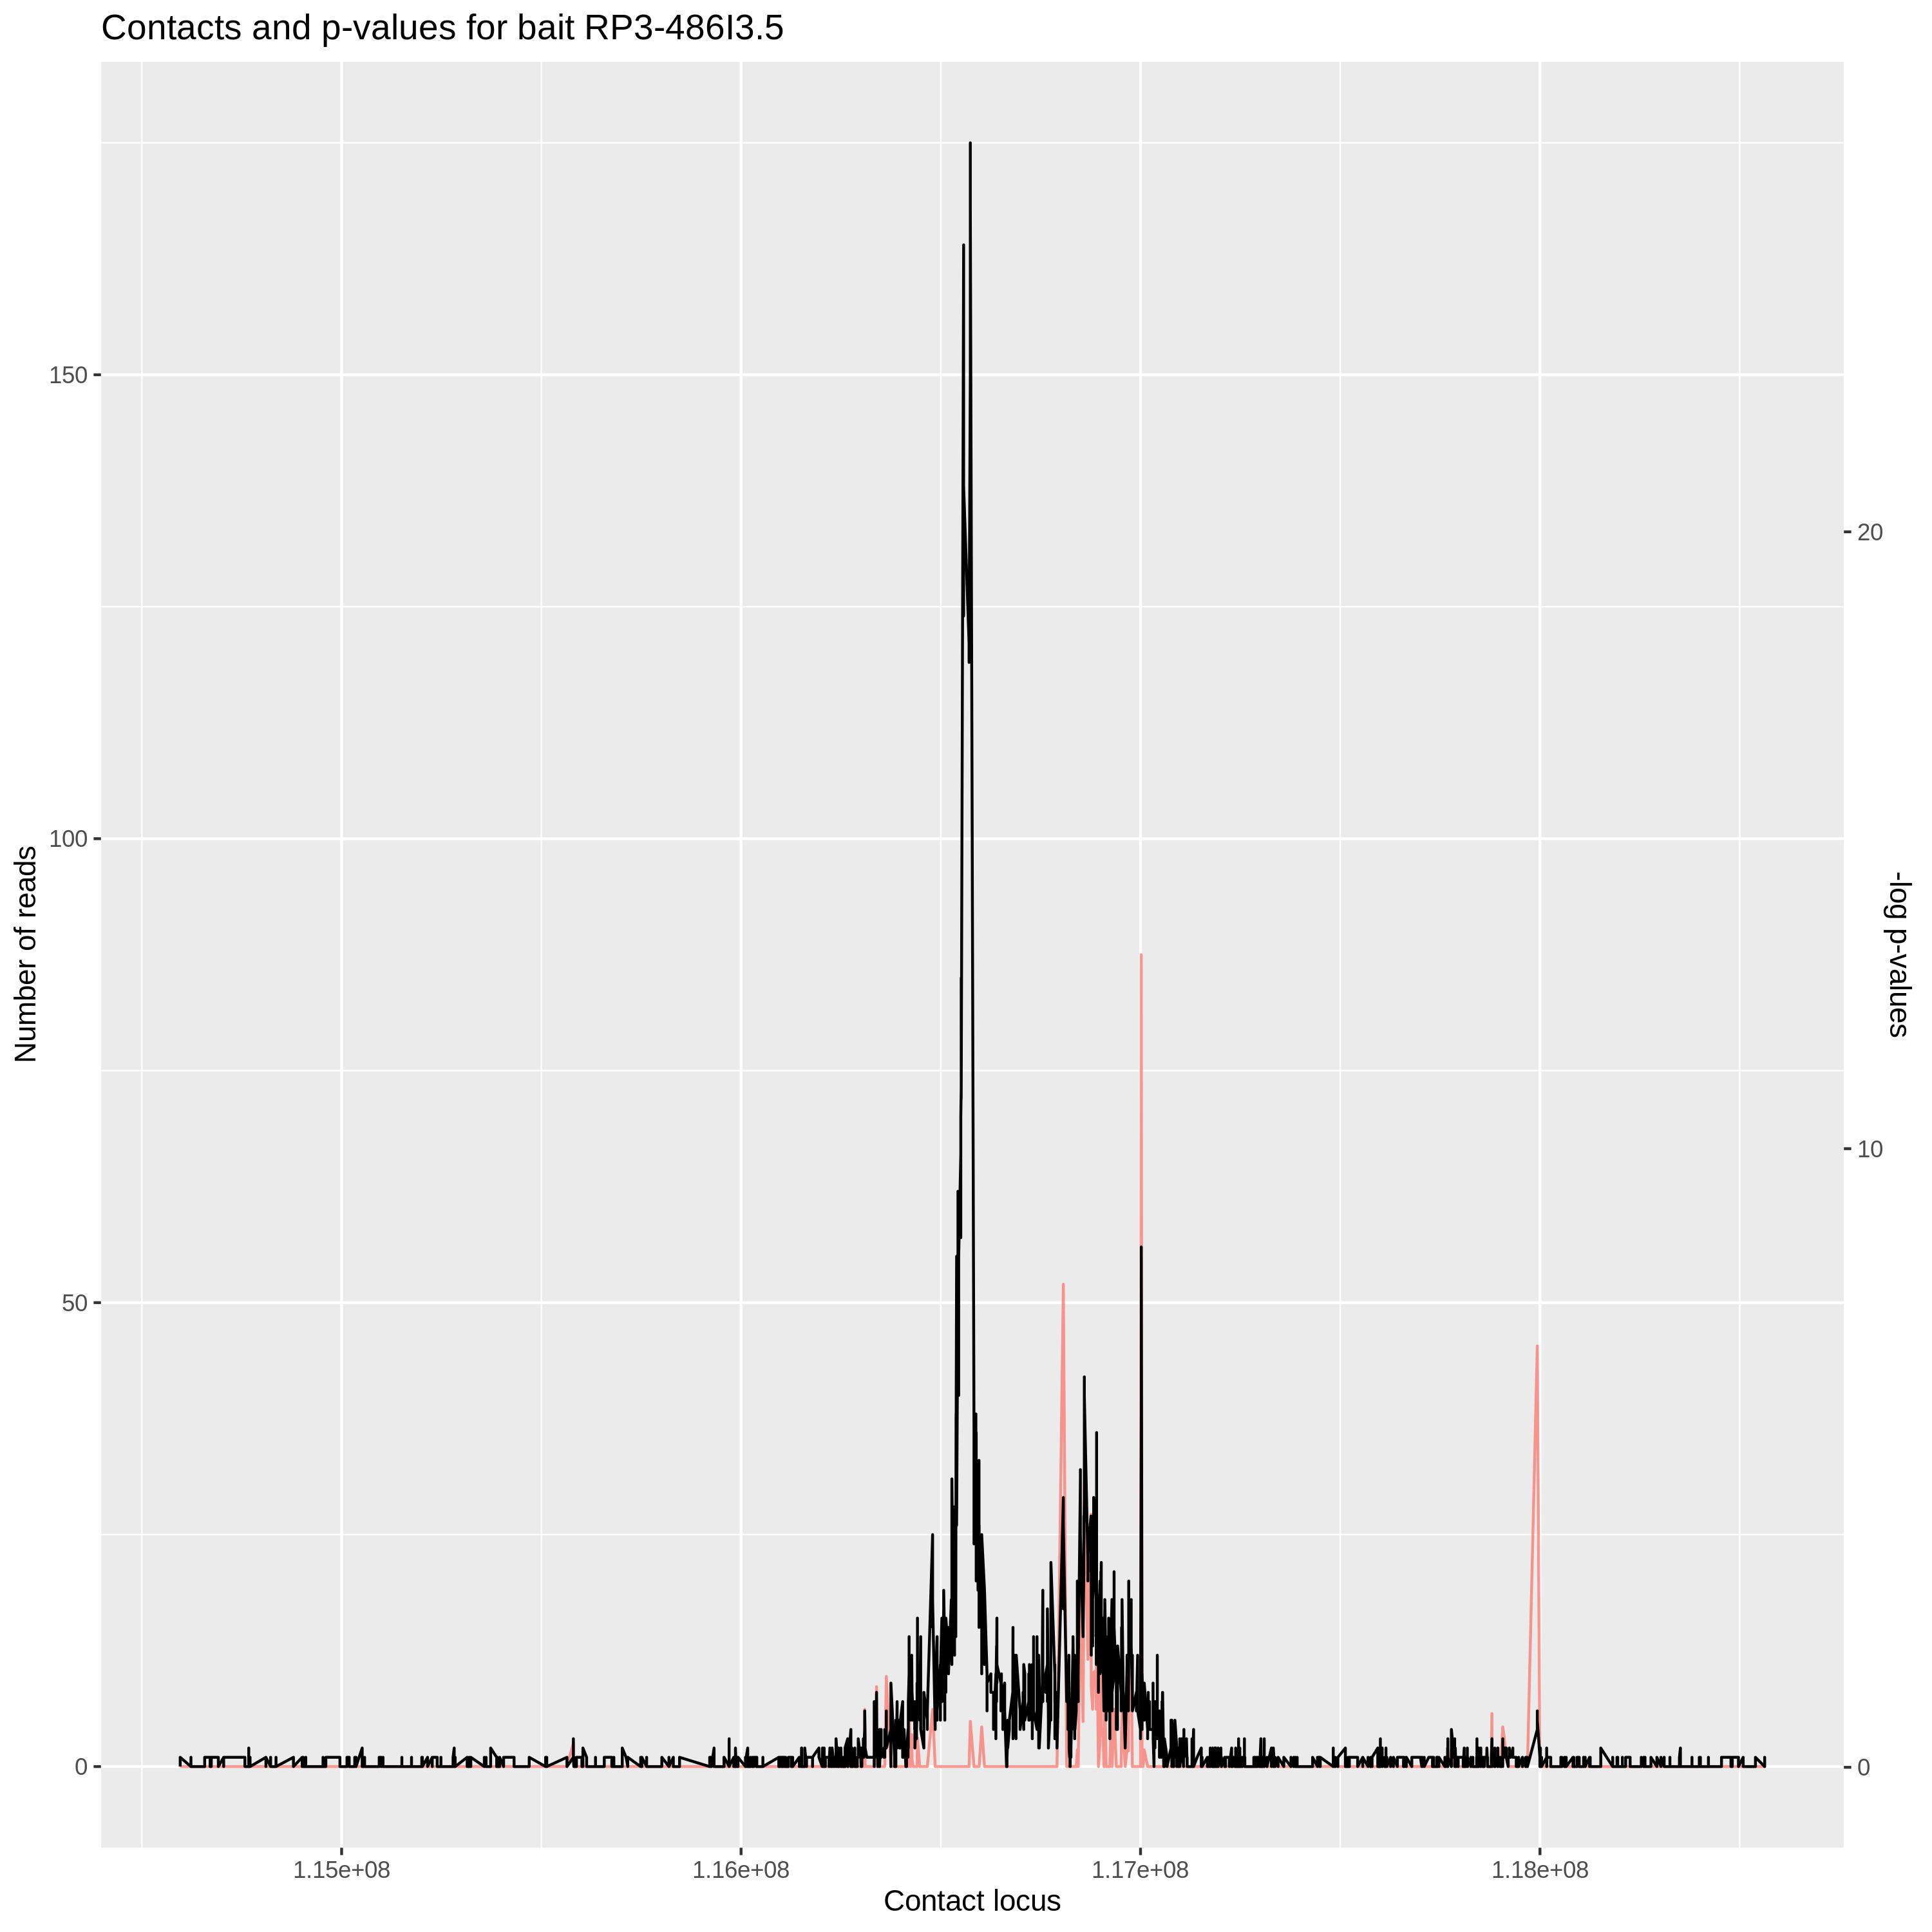 Contacts and p-values for bait RP3-486I3.5
Number of reads
150
100
50
0
20
10
0
-log p-values
1.15e+08
1.16e+08
1.17e+08
1.18e+08
Contact locus